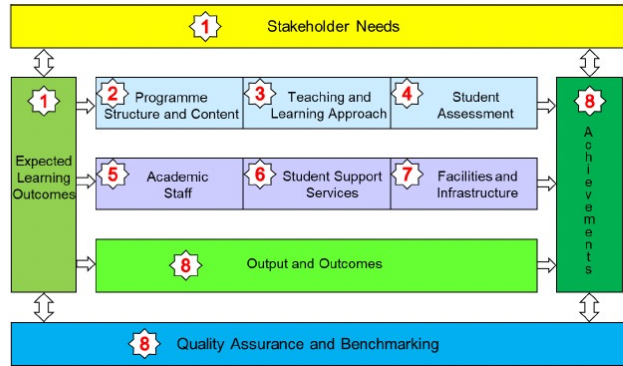 1 Stakeholder Needs
1
Expected
Learning
Outcomes
2 Programme
Structure and Content
3 Teaching and
Learning Approach
4 Student
Assessment
5 Academic
Staff
6 Student Support
Services
7 Facilities and
Infrastructure
8 Output and Outcomes
8
Achievements
8 Quality Assurance and Benchmarking